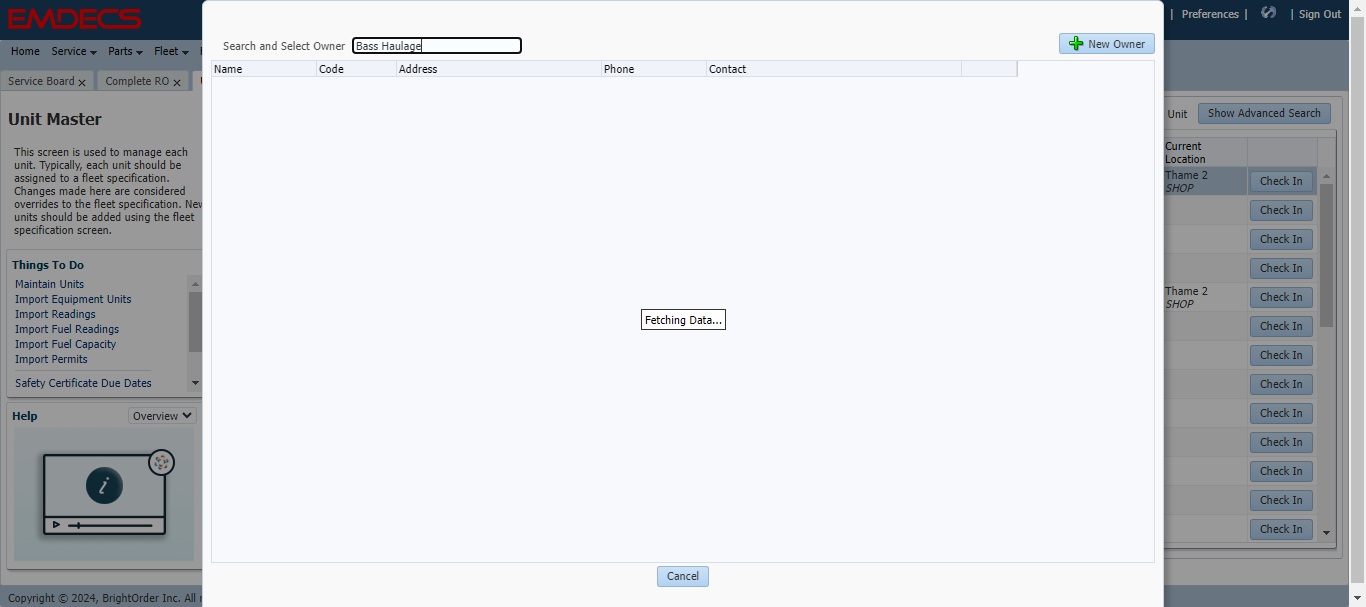 EMDECS
Preferences |
| Sign Out
Home Service Parts Fleet
Service Board x Complete RO x
Search and Select Owner Bass Haulage
New Owner
Name Code Address Phone Contact
Fetching Data...
Cancel
Unit Master
This screen is used to manage each
unit. Typically, each unit should be
assigned to a fleet specification.
Changes made here are considered
overrides to the fleet specification. New
units should be added using the fleet
specification screen.
Things To Do
Maintain Units
Import Equipment Units
Import Readings
Import Fuel Readings
Import Fuel Capacity
Import Permits
Safety Certificate Due Dates
Help Overview
i
Unit Show Advanced Search
Current
Location
Thame 2
SHOP
Check In
Check In
Check In
Check In
Thame 2
SHOP
Check In
Check In
Check In
Check In
Check In
Check In
Check In
Check In
Check In
Copyright © 2024, BrightOrder Inc. All